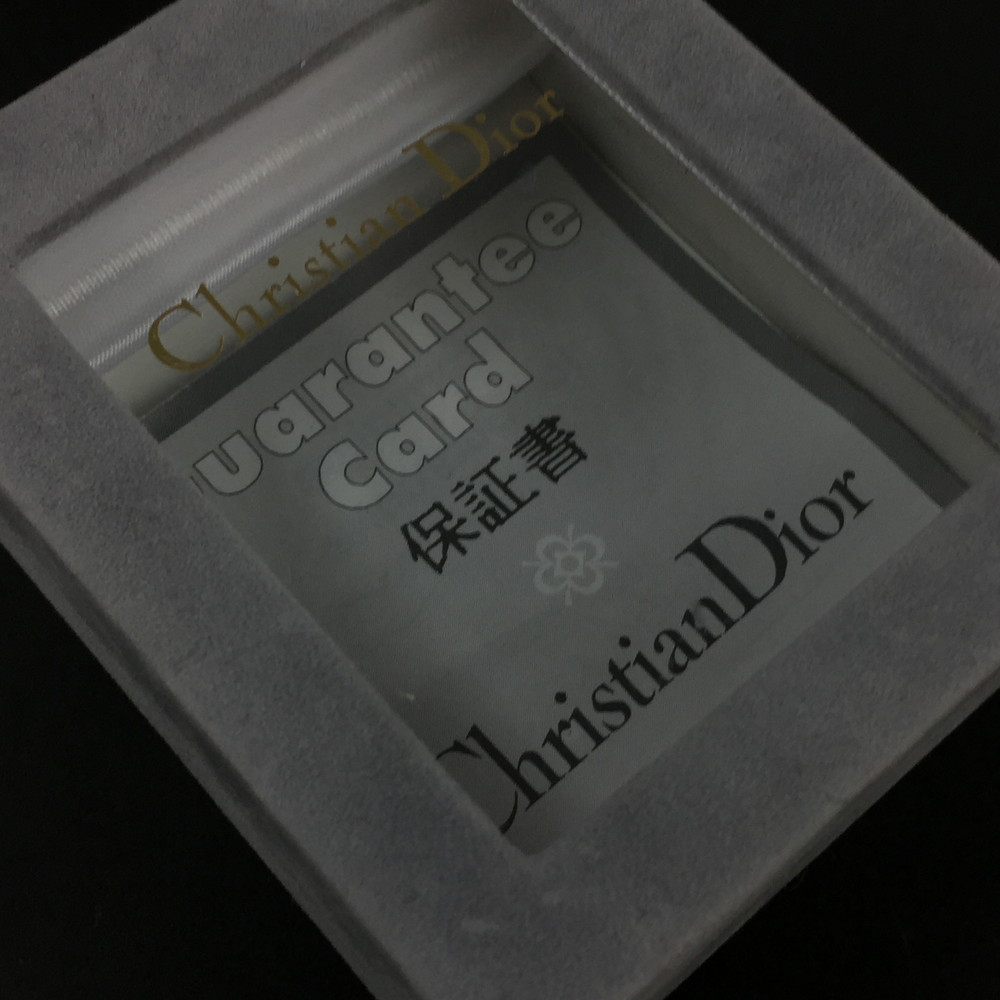 Christian Dior
uarantee
Card
保証書
Christian Dior